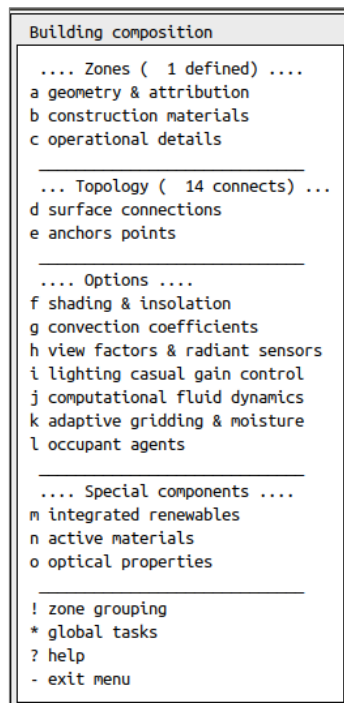 Building composition
.... Zones (  1 defined) ....
a geometry & attribution
b construction materials
c operational details
... Topology (  14 connects) ...
d surface connections
e anchors points
.... Options ....
f shading & insolation
g convection coefficients
h view factors & radiant sensors
i lighting casual gain control
j computational fluid dynamics
k adaptive gridding & moisture
l occupant agents
.... Special components ....
m integrated renewables
n active materials
o optical properties
! zone grouping
* global tasks
? help
- exit menu